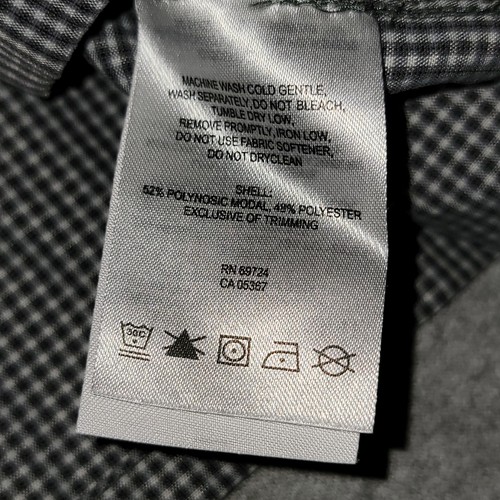 MACHINE WASH COLD GENTLE,
WASH SEPARATELY, DO NOT BLEACH,
TUMBLE DRY LOW,
REMOVE PROMPTLY, IRON LOW,
DO NOT USE FABRIC SOFTENER,
DO NOT DRYCLEAN
SHELL:
52% POLYNOSIC MODAL, 48% POLYESTER
EXCLUSIVE OF TRIMMING
RN 69724
CA 05367
30C